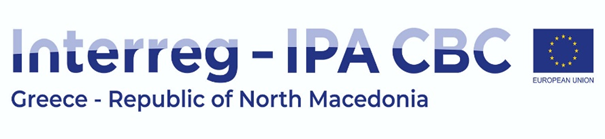 Interreg - IPA CBC
EUROPEAN UNION
Greece - Republic of North Macedonia